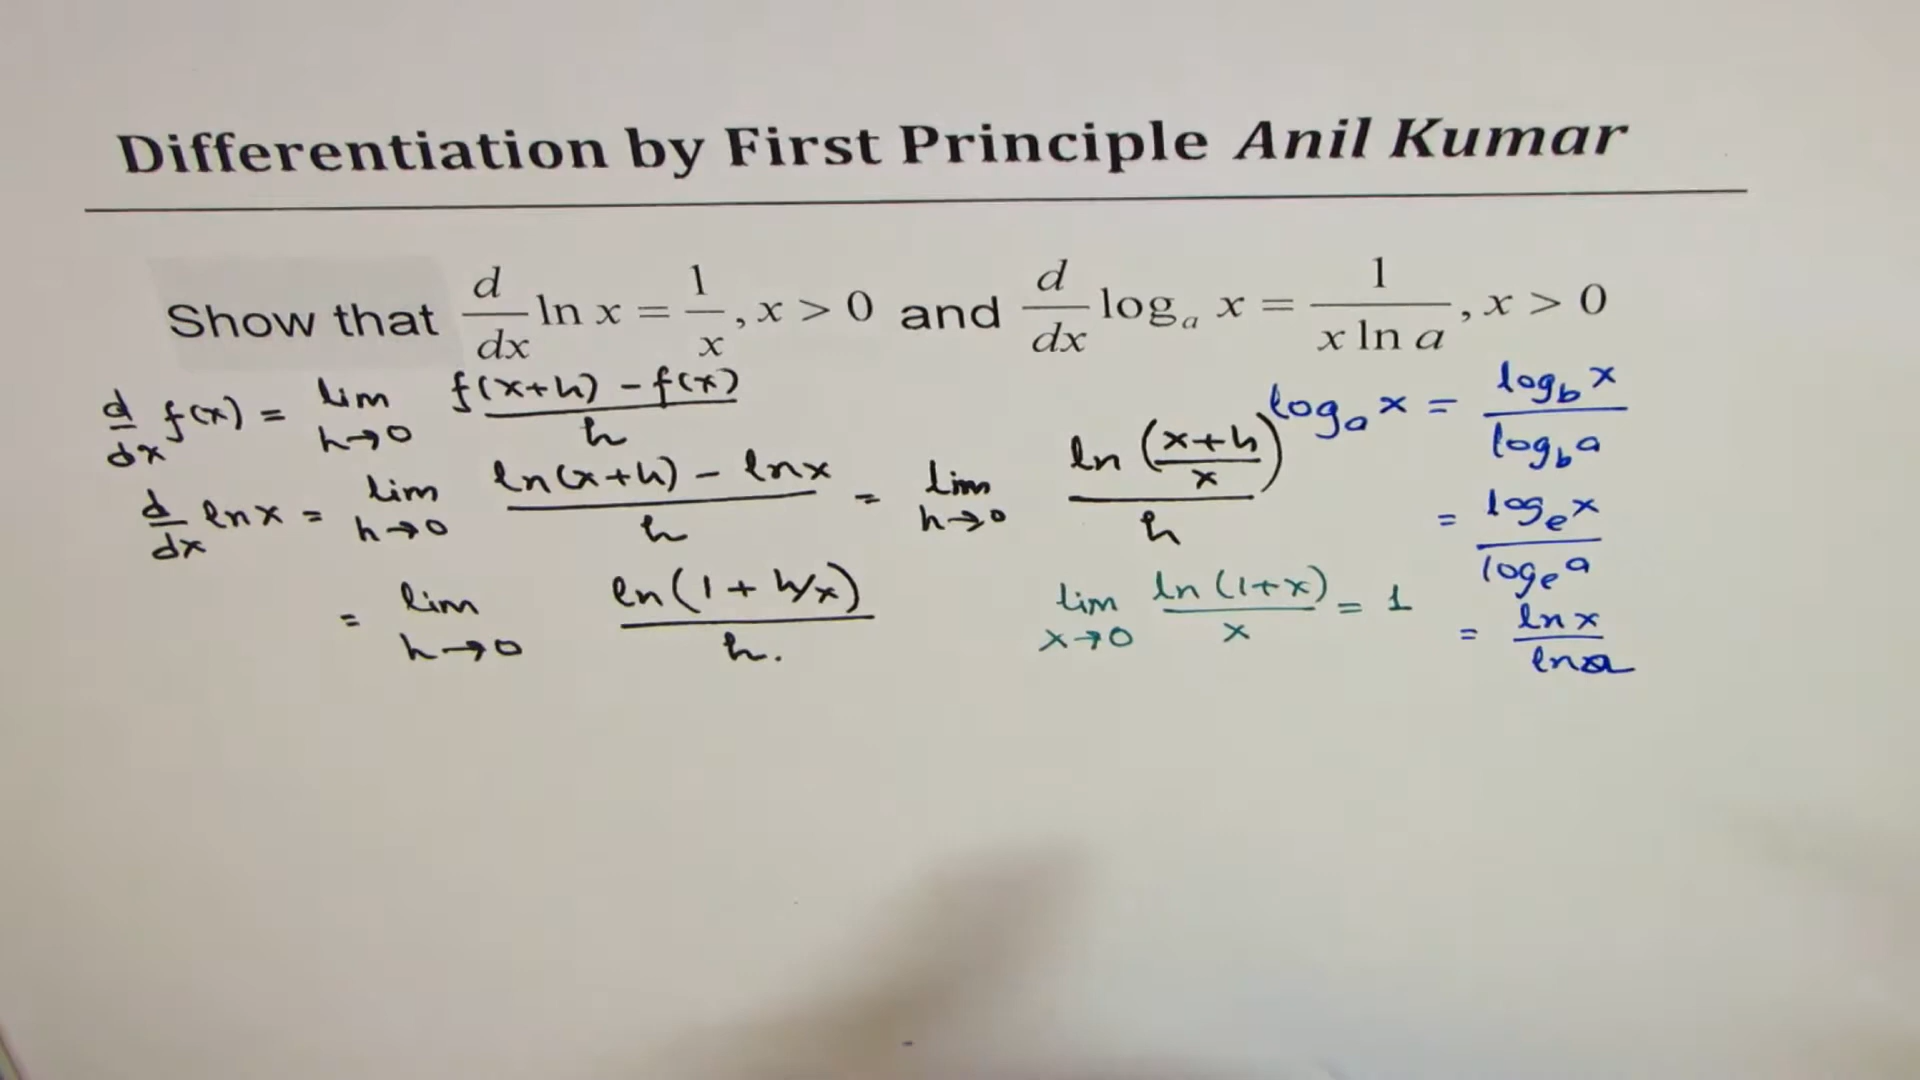 Differentiation by First Principle Anil Kumar
Show that d/dx ln x = 1/x, x > 0 and d/dx log_a x = 1/(x ln a), x > 0
d/dx f(x) = lim h→0 (f(x+h) - f(x))/h
log_a x = log_b x / log_b a
d/dx ln x = lim h→0 (ln(x+h) - ln x)/h = lim h→0 ln((x+h)/x)/h
= log_e x / log_e a
= lim h→0 ln(1 + h/x)/h.
lim x→0 ln(1+x)/x = 1
= ln x / ln a